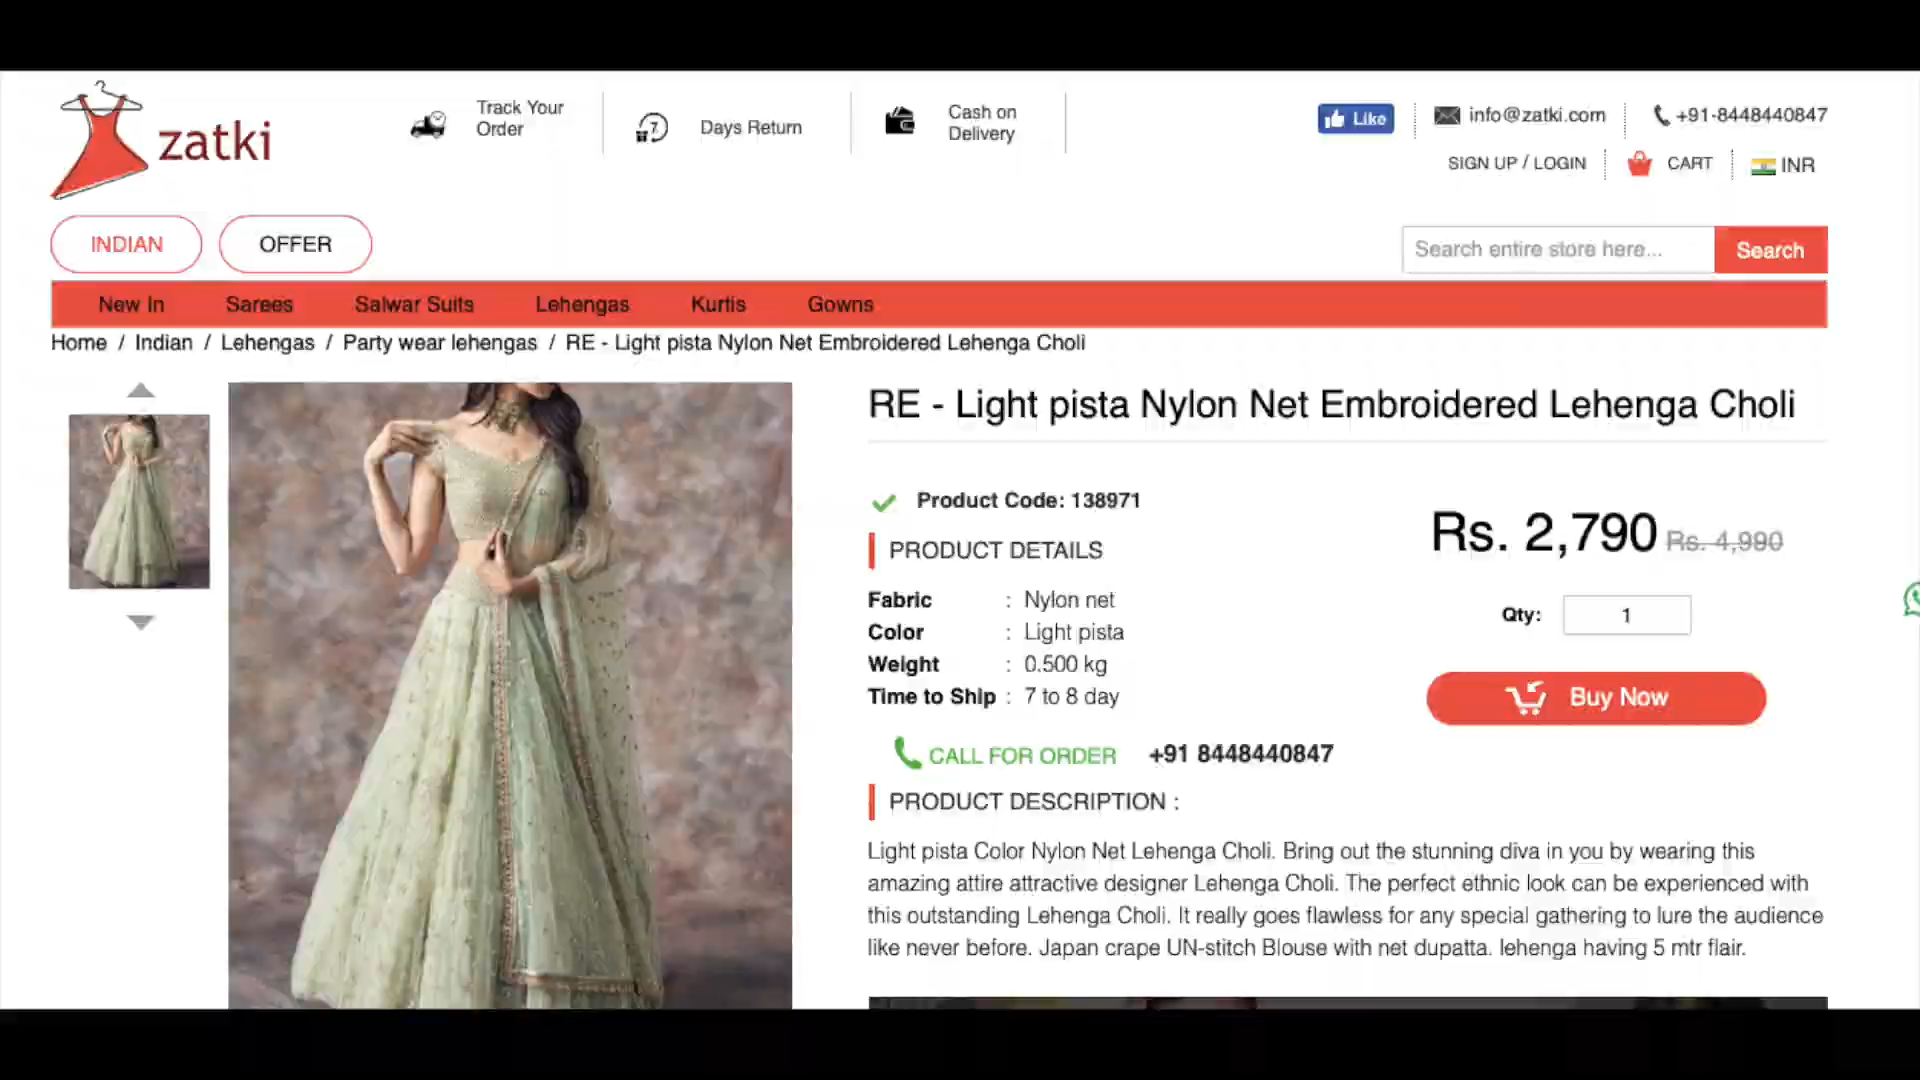 zatki
Track Your
Order
7
Days Return
Cash on
Delivery
Like
info@zatki.com
+91-8448440847
SIGN UP / LOGIN
CART
INR
INDIAN
OFFER
Search entire store here...
Search
New In
Sarees
Salwar Suits
Lehengas
Kurtis
Gowns
Home / Indian / Lehengas / Party wear lehengas / RE - Light pista Nylon Net Embroidered Lehenga Choli
RE - Light pista Nylon Net Embroidered Lehenga Choli
Product Code: 138971
Rs. 2,790 Rs. 4,990
PRODUCT DETAILS
Fabric : Nylon net
Color : Light pista
Weight : 0.500 kg
Time to Ship : 7 to 8 day
Qty: 1
Buy Now
CALL FOR ORDER +91 8448440847
PRODUCT DESCRIPTION :
Light pista Color Nylon Net Lehenga Choli. Bring out the stunning diva in you by wearing this
amazing attire attractive designer Lehenga Choli. The perfect ethnic look can be experienced with
this outstanding Lehenga Choli. It really goes flawless for any special gathering to lure the audience
like never before. Japan crape UN-stitch Blouse with net dupatta. lehenga having 5 mtr flair.